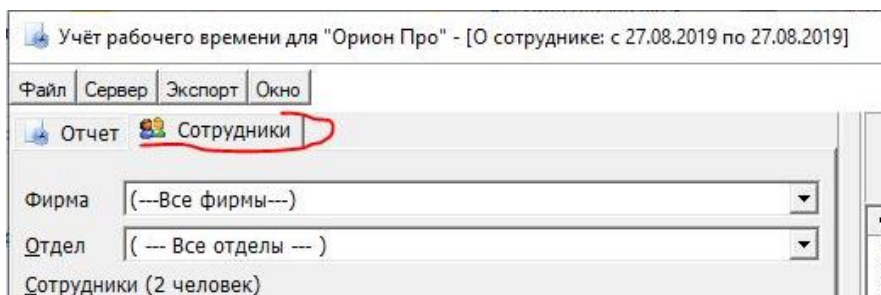 Учёт рабочего времени для "Орион Про" - [О сотруднике: с 27.08.2019 по 27.08.2019]
Файл Сервер Экспорт Окно
Отчет Сотрудники
Фирма (---Все фирмы---)
Отдел ( --- Все отделы --- )
Сотрудники (2 человек)